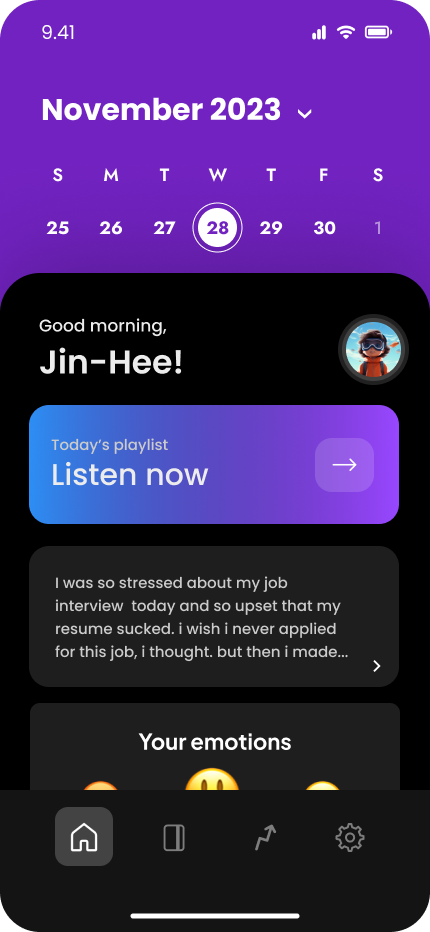 9.41
November 2023
S M T W T F S
25 26 27 28 29 30 1
Good morning,
Jin-Hee!
Today's playlist
Listen now
I was so stressed about my job
interview  today and so upset that my
resume sucked. i wish i never applied
for this job, i thought. but then i made...
Your emotions